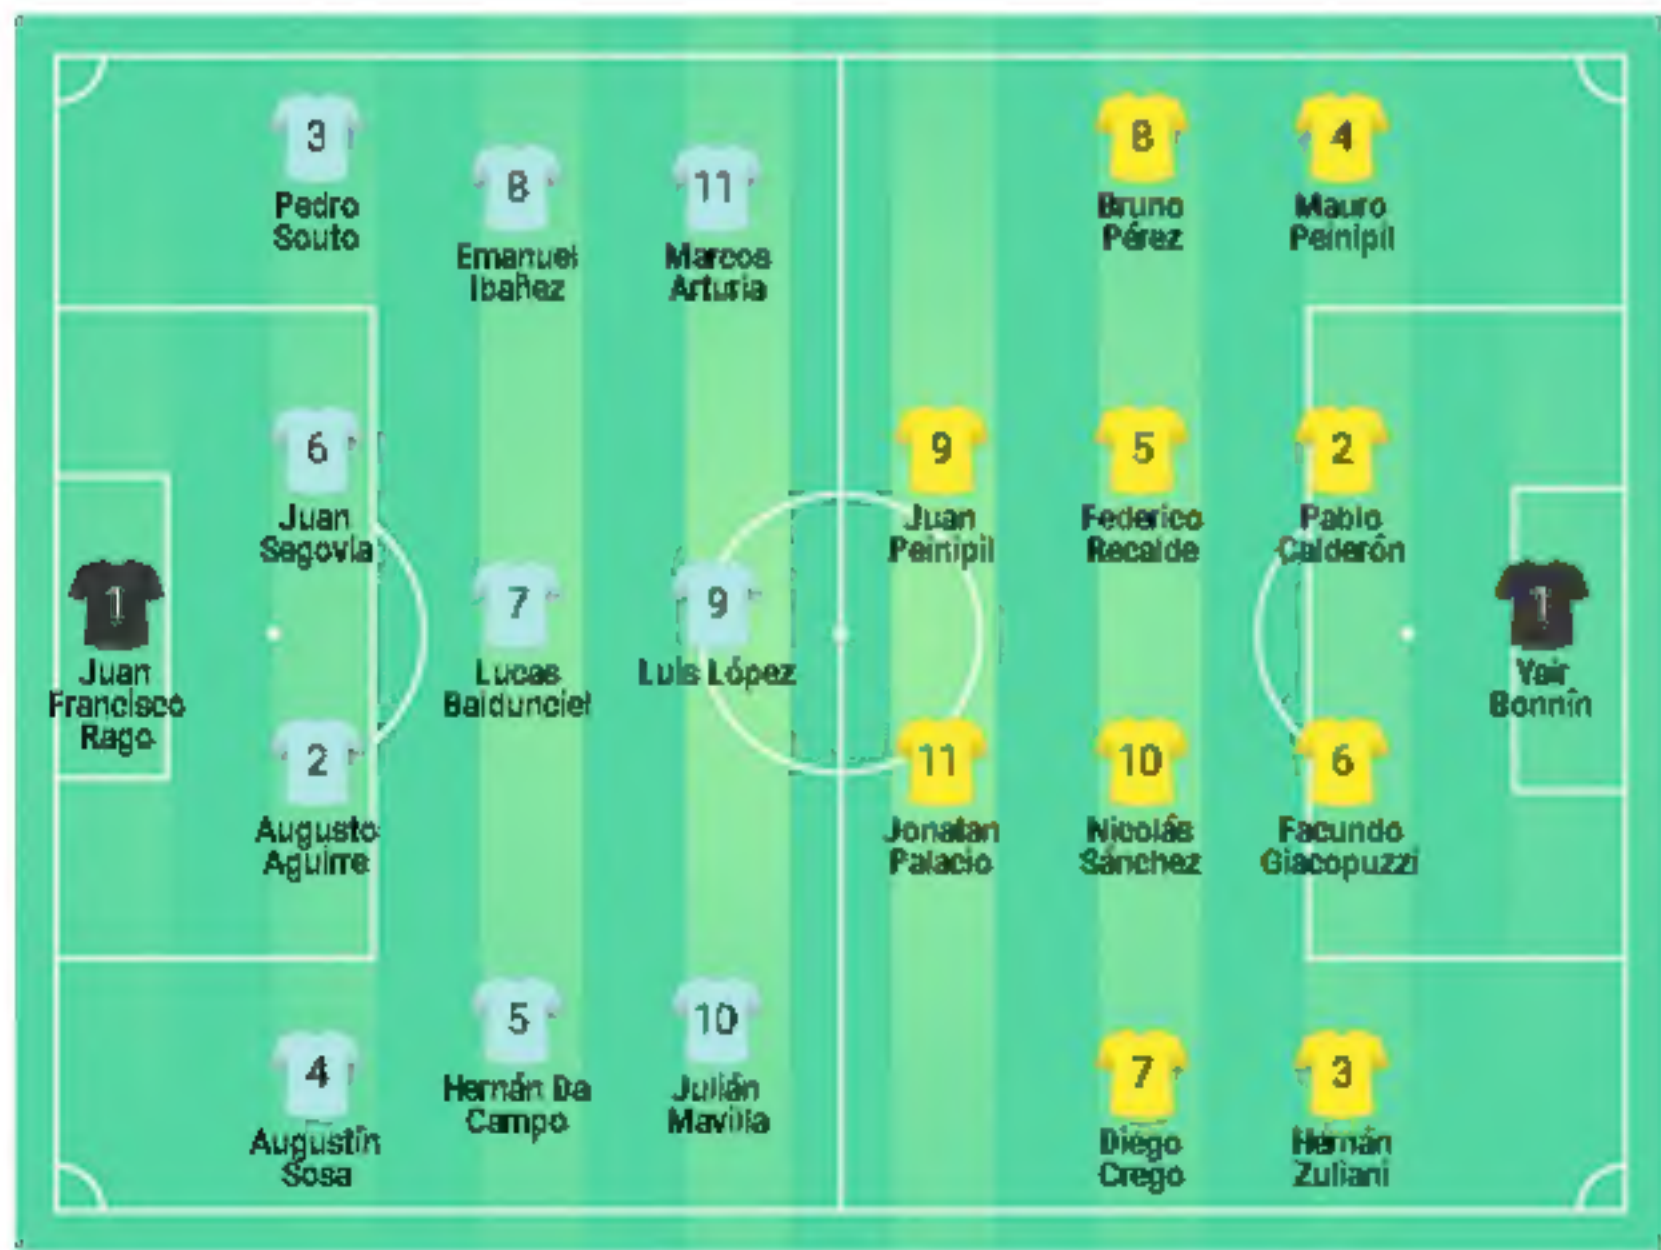 3
Pedro
Souto
8
Emanuel
Ibañez
11
Marcos
Arturia
8
Bruno
Pérez
4
Mauro
Peinipil
6
Juan
Segovia
9
Juan
Peinipil
5
Federico
Recalde
2
Pablo
Calderón
1
Juan
Francisco
Rago
7
Lucas
Baldunciel
9
Luis López
1
Yair
Bonnín
2
Augusto
Aguirre
11
Jonatan
Palacio
10
Nicolás
Sánchez
6
Facundo
Giacopuzzi
4
Augustín
Sosa
5
Hernán Da
Campo
10
Julián
Mavilla
7
Diego
Crego
3
Hernán
Zuliani